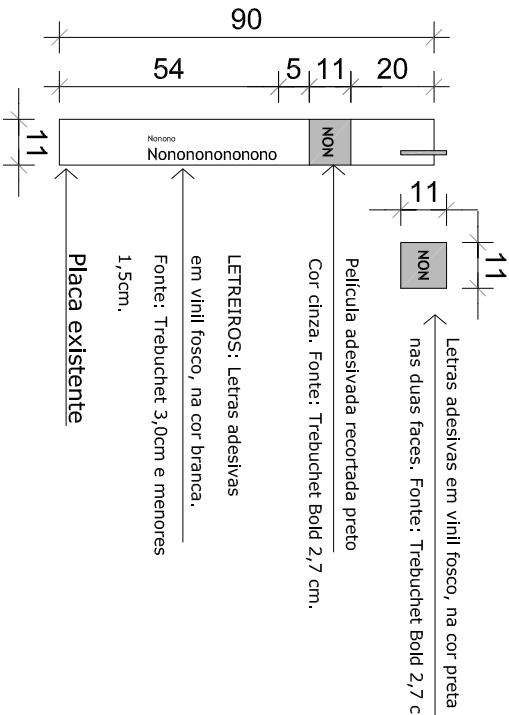 90
54 5 11 20
11
Nonono
Nonononononono
NON
11
NON
11
Letras adesivas em vinil fosco, na cor preta
nas duas faces. Fonte: Trebuchet Bold 2,7 c
Película adesivada recortada preto
Cor cinza. Fonte: Trebuchet Bold 2,7 cm.
LETREIROS: Letras adesivas
em vinil fosco, na cor branca.
Fonte: Trebuchet 3,0cm e menores
1,5cm.
Placa existente